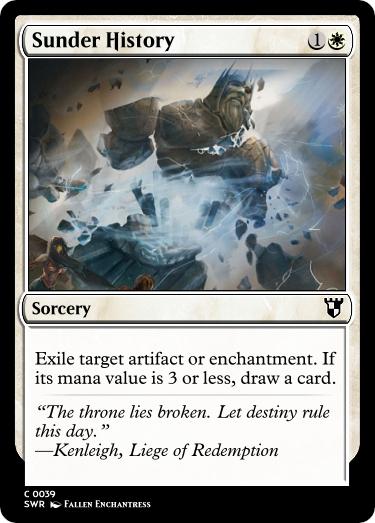 Sunder History 1
Sorcery
Exile target artifact or enchantment. If
its mana value is 3 or less, draw a card.
“The throne lies broken. Let destiny rule
this day.”
—Kenleigh, Liege of Redemption
C 0039
SWR Fallen Enchantress